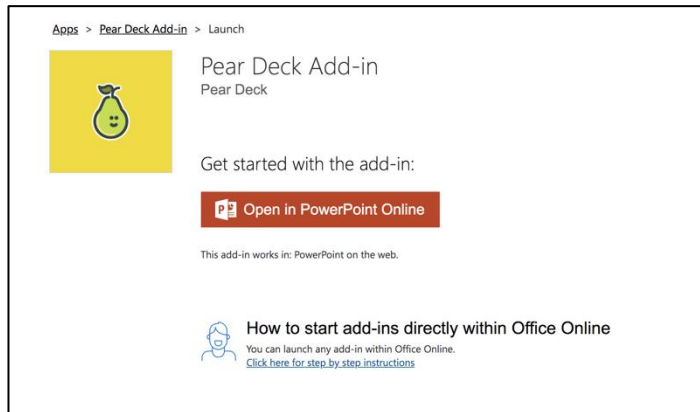 Apps > Pear Deck Add-in > Launch
Pear Deck Add-in
Pear Deck
Get started with the add-in:
Open in PowerPoint Online
This add-in works in: PowerPoint on the web.
How to start add-ins directly within Office Online
You can launch any add-in within Office Online.
Click here for step by step instructions